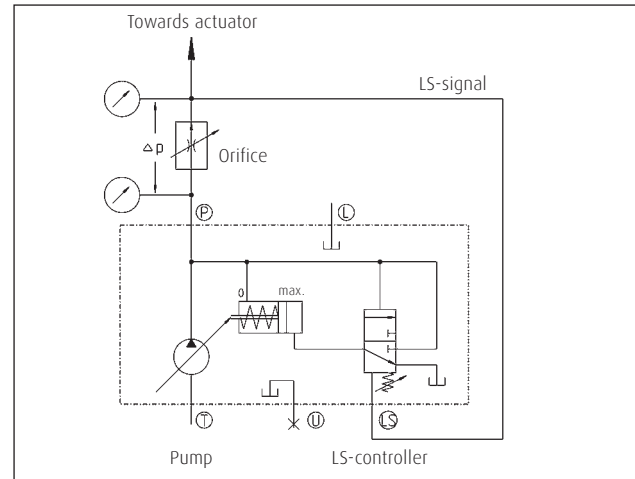 Towards actuator
LS-signal
Δp
Orifice
P
L
0
max.
T
U
LS
Pump
LS-controller